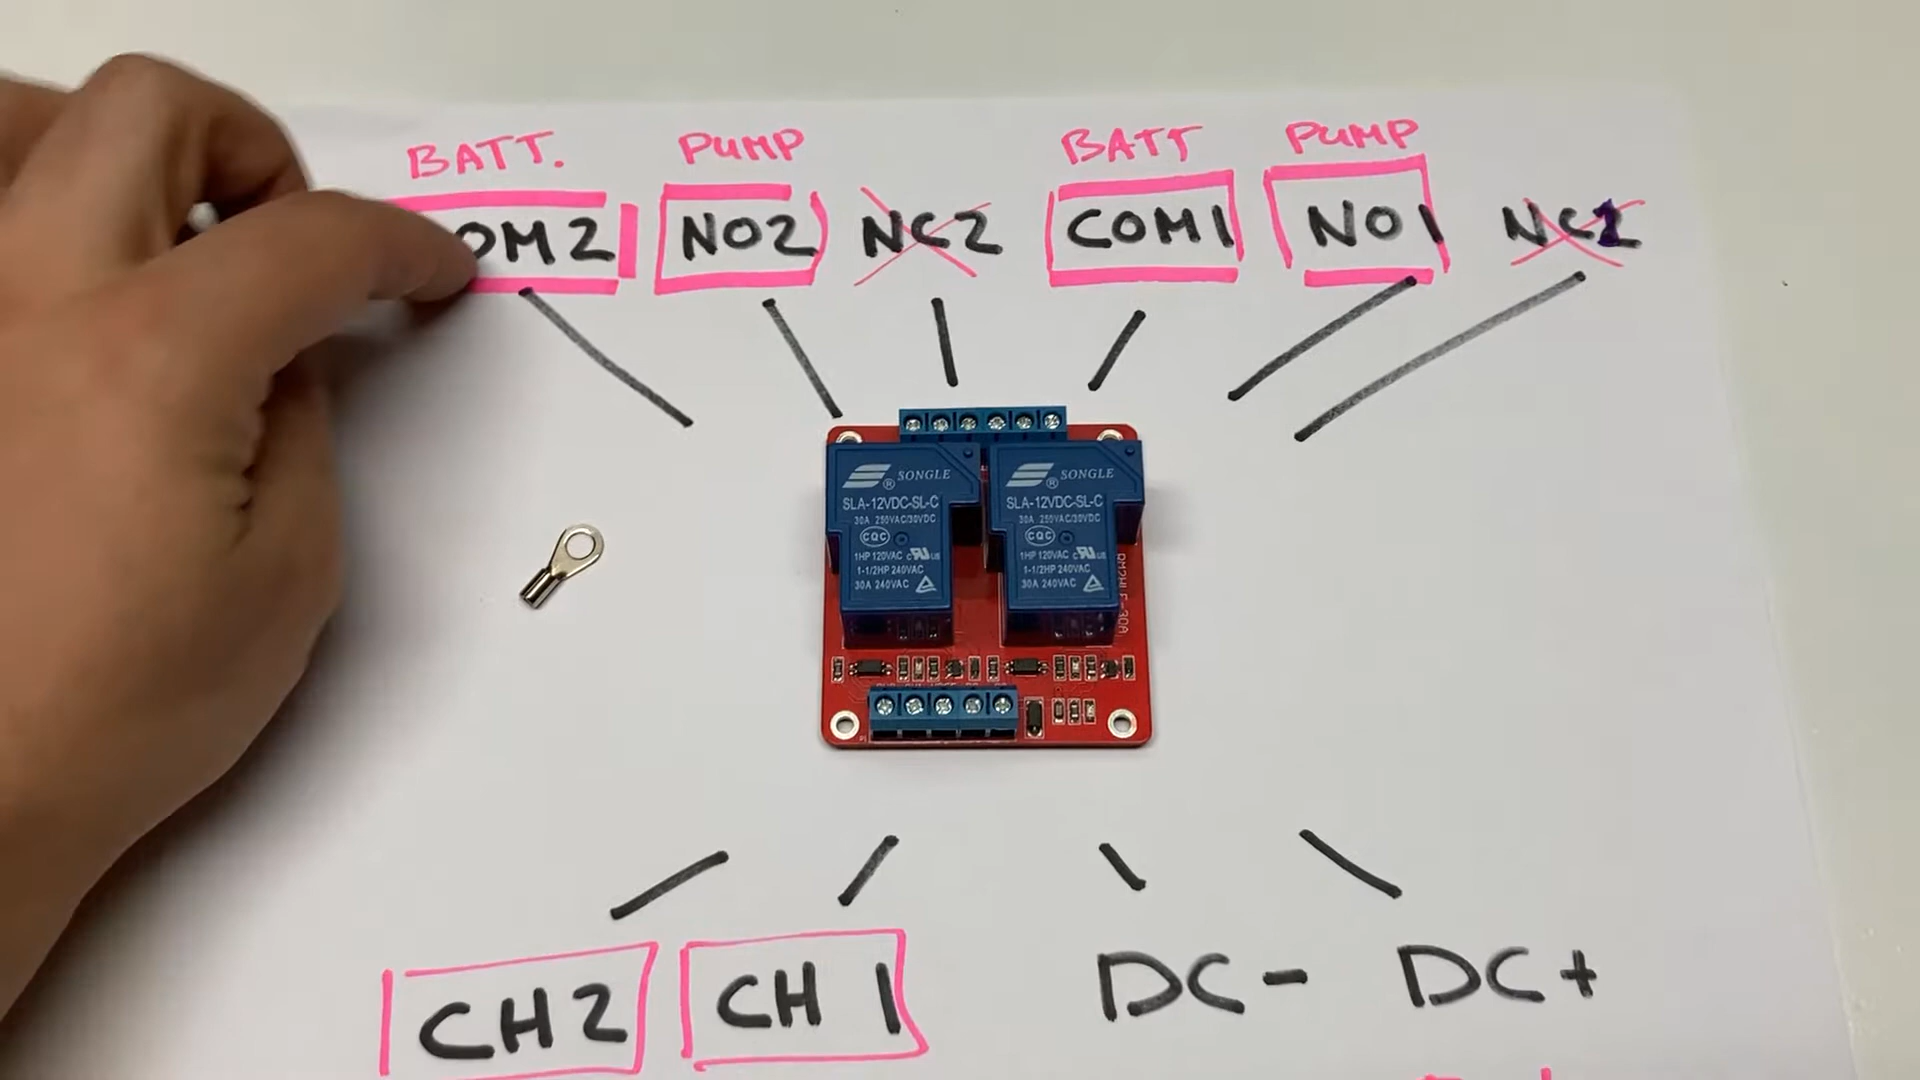 BATT. PUMP BATT PUMP
OM2 NO2 NC2 COM1 NO1 NC1
SONGLE SONGLE
SLA-12VDC-SL-C SLA-12VDC-SL-C
30A 250VAC/30VDC 30A 250VAC/30VDC
CQC CQC
1HP 120VAC 1HP 120VAC
1-1/2HP 240VAC 1-1/2HP 240VAC
30A 240VAC 30A 240VAC
CH2 CH1 DC- DC+